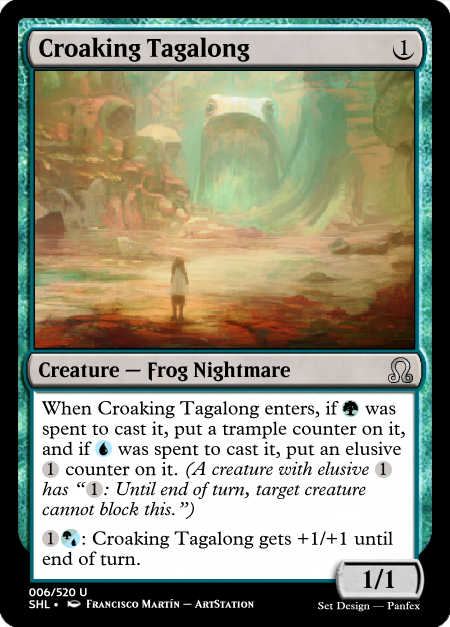 Croaking Tagalong 1
Creature — Frog Nightmare
When Croaking Tagalong enters, if was
spent to cast it, put a trample counter on it,
and if was spent to cast it, put an elusive
1 counter on it. (A creature with elusive 1
has “1: Until end of turn, target creature
cannot block this.”)
1: Croaking Tagalong gets +1/+1 until
end of turn.
1/1
006/520 U
SHL • Francisco Martín — ArtStation
Set Design — Panfex